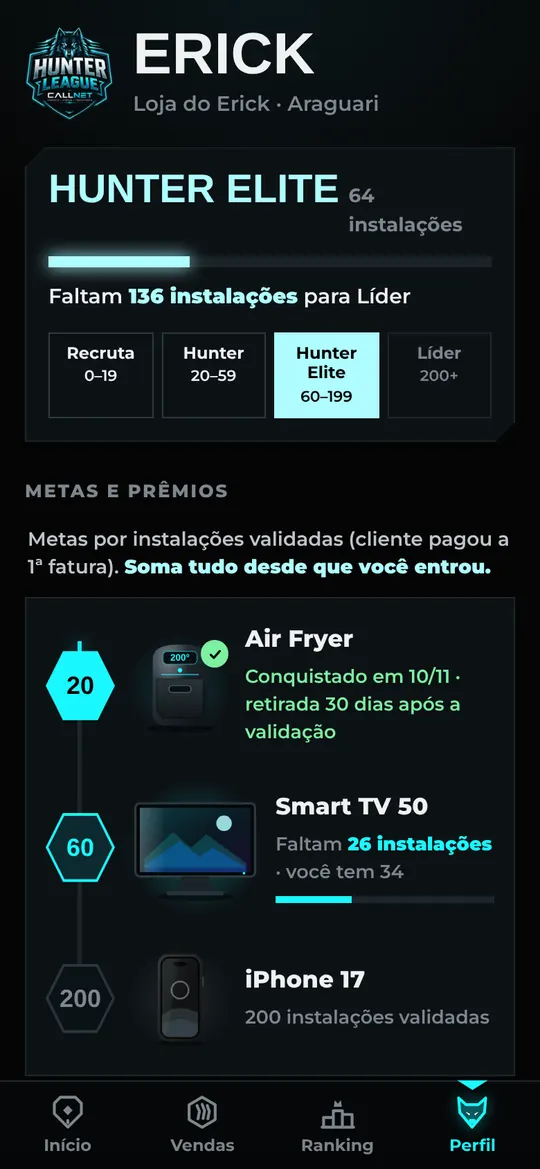 HUNTER
LEAGUE
CALLNET
ERICK
Loja do Erick · Araguari
HUNTER ELITE 64
instalações
Faltam 136 instalações para Líder
Recruta
0–19
Hunter
20–59
Hunter
Elite
60–199
Líder
200+
METAS E PRÊMIOS
Metas por instalações validadas (cliente pagou a
1ª fatura). Soma tudo desde que você entrou.
20
200°
Air Fryer
Conquistado em 10/11 ·
retirada 30 dias após a
validação
60
Smart TV 50
Faltam 26 instalações
· você tem 34
200
iPhone 17
200 instalações validadas
Início
Vendas
Ranking
Perfil